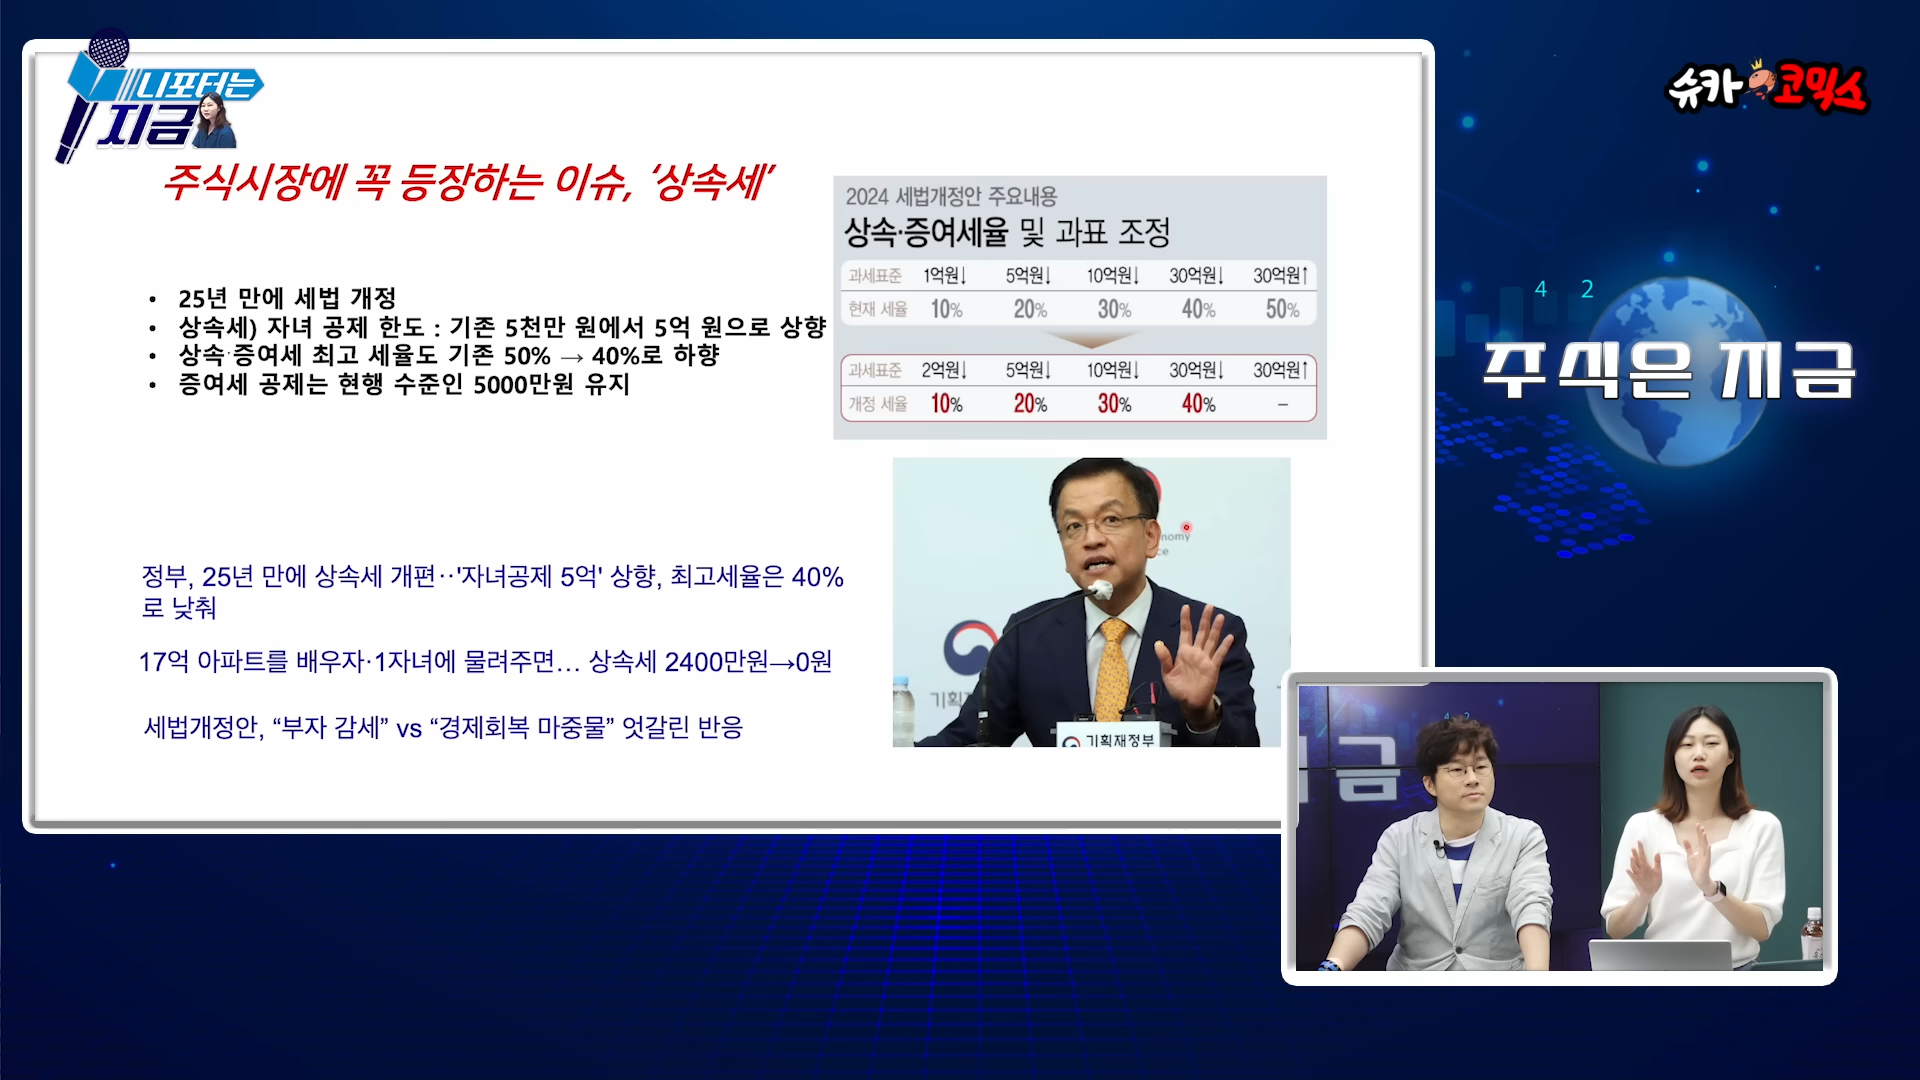 니포터는
지금
슈카코믹스
주식시장에 꼭 등장하는 이슈, ‘상속세’
• 25년 만에 세법 개정
• 상속세) 자녀 공제 한도 : 기존 5천만 원에서 5억 원으로 상향
• 상속·증여세 최고 세율도 기존 50% → 40%로 하향
• 증여세 공제는 현행 수준인 5000만원 유지
2024 세법개정안 주요내용
상속·증여세율 및 과표 조정
과세표준 1억원↓ 5억원↓ 10억원↓ 30억원↓ 30억원↑
현재 세율 10% 20% 30% 40% 50%
과세표준 2억원↓ 5억원↓ 10억원↓ 30억원↓ 30억원↑
개정 세율 10% 20% 30% 40% –
4 2
주식은 지금
정부, 25년 만에 상속세 개편··'자녀공제 5억' 상향, 최고세율은 40%
로 낮춰
17억 아파트를 배우자·1자녀에 물려주면… 상속세 2400만원→0원
세법개정안, “부자 감세” vs “경제회복 마중물” 엇갈린 반응
nomy
ce
기획
기획재정부
4 2
금